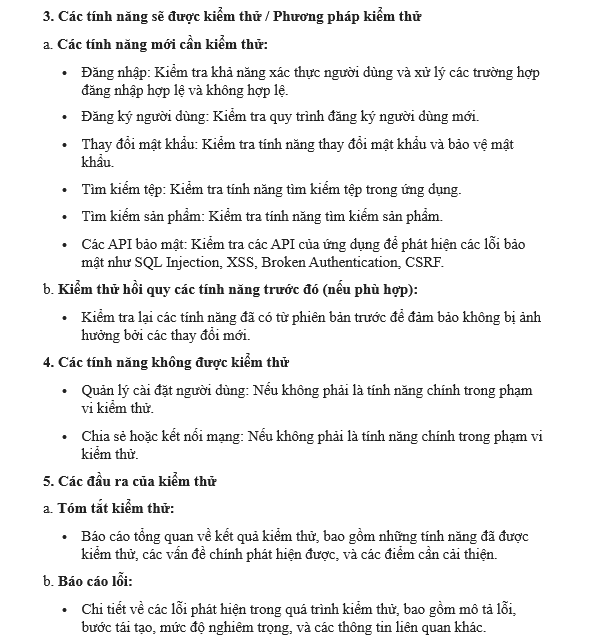 3. Các tính năng sẽ được kiểm thử / Phương pháp kiểm thử
a. Các tính năng mới cần kiểm thử:
• Đăng nhập: Kiểm tra khả năng xác thực người dùng và xử lý các trường hợp
đăng nhập hợp lệ và không hợp lệ.
• Đăng ký người dùng: Kiểm tra quy trình đăng ký người dùng mới.
• Thay đổi mật khẩu: Kiểm tra tính năng thay đổi mật khẩu và bảo vệ mật
khẩu.
• Tìm kiếm tệp: Kiểm tra tính năng tìm kiếm tệp trong ứng dụng.
• Tìm kiếm sản phẩm: Kiểm tra tính năng tìm kiếm sản phẩm.
• Các API bảo mật: Kiểm tra các API của ứng dụng để phát hiện các lỗi bảo
mật như SQL Injection, XSS, Broken Authentication, CSRF.
b. Kiểm thử hồi quy các tính năng trước đó (nếu phù hợp):
• Kiểm tra lại các tính năng đã có từ phiên bản trước để đảm bảo không bị ảnh
hưởng bởi các thay đổi mới.
4. Các tính năng không được kiểm thử
• Quản lý cài đặt người dùng: Nếu không phải là tính năng chính trong phạm
vi kiểm thử.
• Chia sẻ hoặc kết nối mạng: Nếu không phải là tính năng chính trong phạm vi
kiểm thử.
5. Các đầu ra của kiểm thử
a. Tóm tắt kiểm thử:
• Báo cáo tổng quan về kết quả kiểm thử, bao gồm những tính năng đã được
kiểm thử, các vấn đề chính phát hiện được, và các điểm cần cải thiện.
b. Báo cáo lỗi:
• Chi tiết về các lỗi phát hiện trong quá trình kiểm thử, bao gồm mô tả lỗi,
bước tái tạo, mức độ nghiêm trọng, và các thông tin liên quan khác.